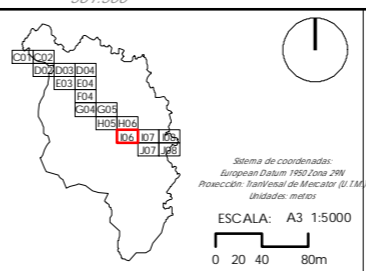 C01 C02
D02 D03 D04
E03 E04
F04
G04 G05
H05 H06
I06 I07 I08
J07 J08
Sistema de coordenadas:
European Datum 1950 Zona 29N
Proyección: Tranversal de Mercator (U.T.M.)
Unidades: metros
ESCALA: A3 1:5000
0 20 40 80m